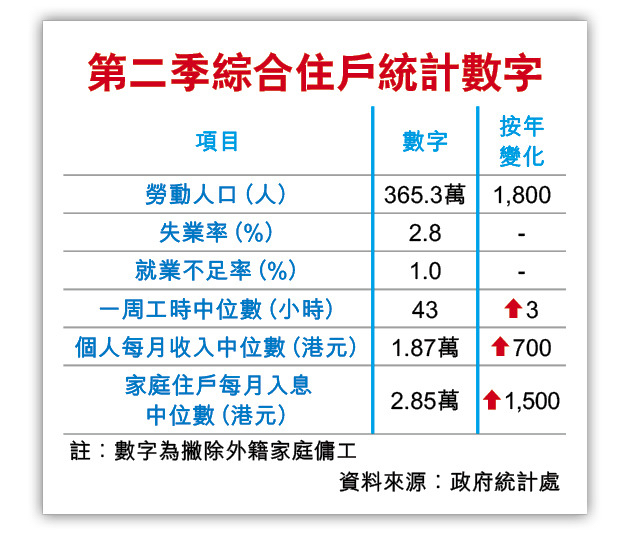 第二季綜合住戶統計數字
項目 數字 按年
變化
勞動人口(人) 365.3萬 1,800
失業率(%) 2.8 -
就業不足率(%) 1.0 -
一周工時中位數(小時) 43 ⬆3
個人每月收入中位數(港元) 1.87萬 ⬆700
家庭住戶每月入息
中位數(港元) 2.85萬 ⬆1,500
註：數字為撇除外籍家庭傭工
資料來源：政府統計處